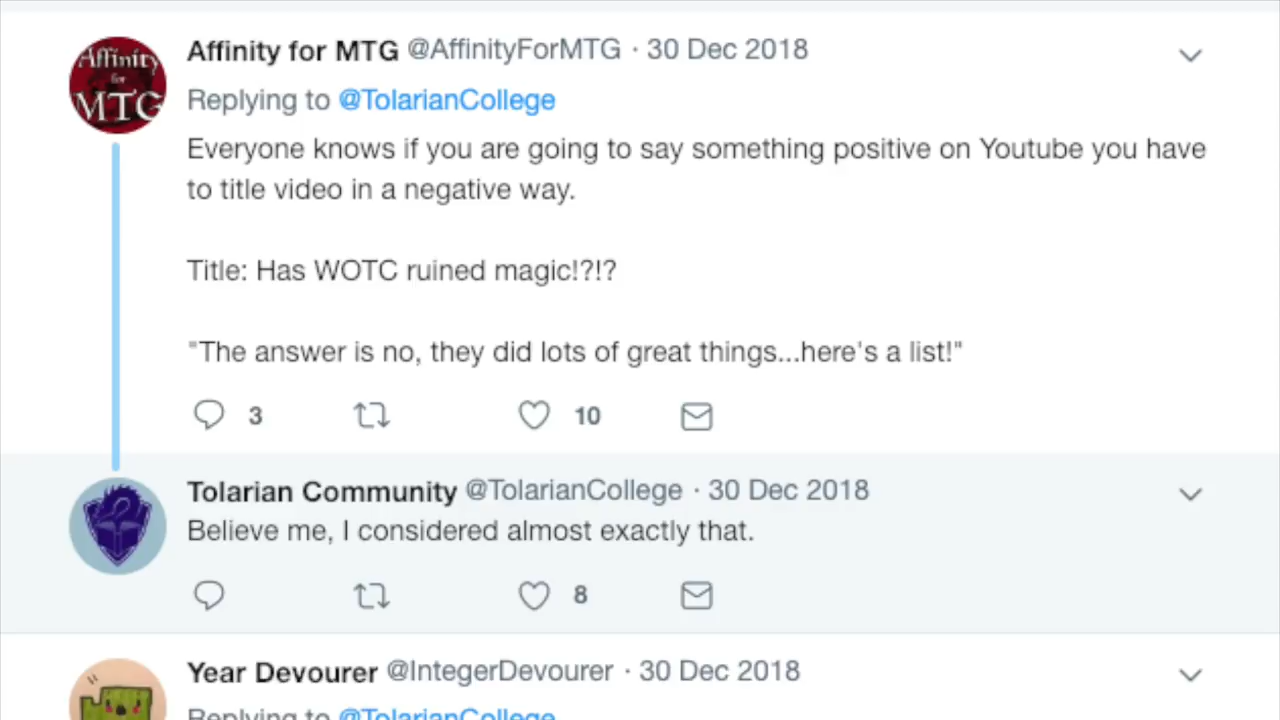 Affinity for MTG @AffinityForMTG · 30 Dec 2018
Affinity
for
MTG
Replying to @TolarianCollege
Everyone knows if you are going to say something positive on Youtube you have
to title video in a negative way.
Title: Has WOTC ruined magic!?!?
"The answer is no, they did lots of great things...here's a list!"
3 10
Tolarian Community @TolarianCollege · 30 Dec 2018
Believe me, I considered almost exactly that.
8
Year Devourer @IntegerDevourer · 30 Dec 2018
Replying to @TolarianCollege